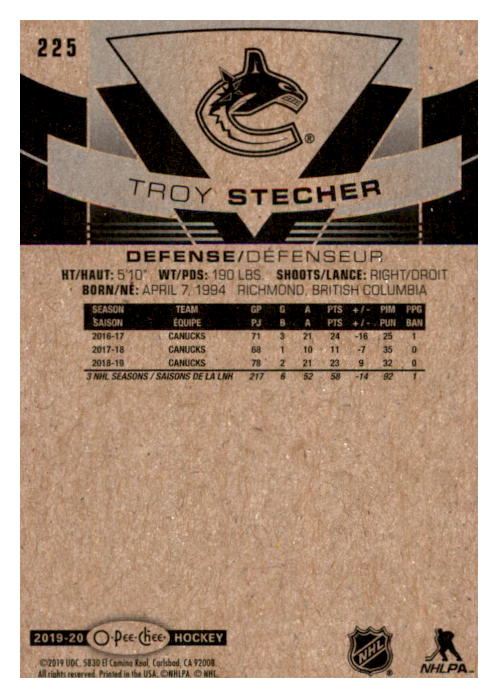 225
®
TROY STECHER
DEFENSE/DÉFENSEUR
HT/HAUT: 5'10" WT/PDS: 190 LBS. SHOOTS/LANCE: RIGHT/DROIT
BORN/NÉ: APRIL 7, 1994 RICHMOND, BRITISH COLUMBIA
SEASON TEAM GP G A PTS +/- PIM PPG
SAISON ÉQUIPE PJ B A PTS +/- PUN BAN
2016-17 CANUCKS 71 3 21 24 -16 25 1
2017-18 CANUCKS 68 1 10 11 -7 35 0
2018-19 CANUCKS 78 2 21 23 9 32 0
3 NHL SEASONS / SAISONS DE LA LNH 217 6 52 58 -14 92 1
2019-20 O-Pee-Chee HOCKEY
©2019 UDC. 5830 El Camino Real, Carlsbad, CA 92008.
All rights reserved. Printed in the USA. ©NHLPA. © NHL.
NHL ®
NHLPA™